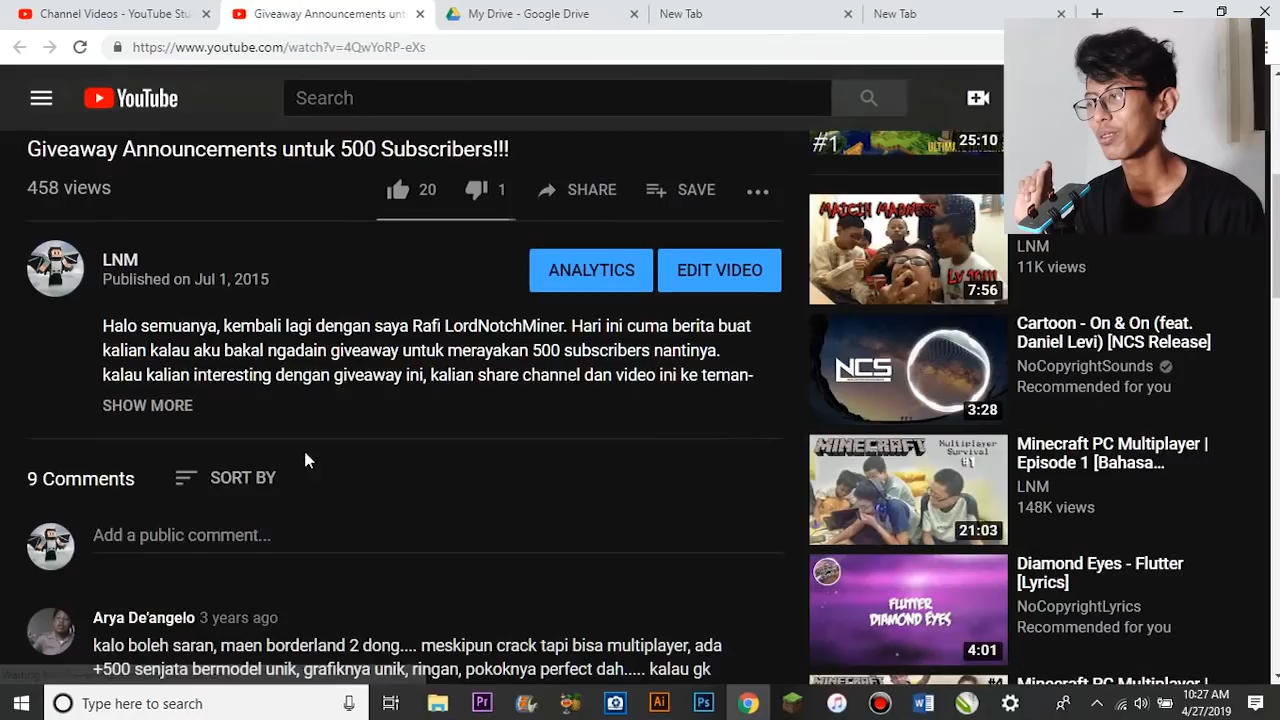 Channel Videos - YouTube Stu
Giveaway Announcements unt
My Drive - Google Drive
New Tab
New Tab
https://www.youtube.com/watch?v=4QwYoRP-eXs
YouTube
Search
Giveaway Announcements untuk 500 Subscribers!!!
458 views
20
1
SHARE
SAVE
LNM
Published on Jul 1, 2015
ANALYTICS
EDIT VIDEO
Halo semuanya, kembali lagi dengan saya Rafi LordNotchMiner. Hari ini cuma berita buat
kalian kalau aku bakal ngadain giveaway untuk merayakan 500 subscribers nantinya.
kalau kalian interesting dengan giveaway ini, kalian share channel dan video ini ke teman-
SHOW MORE
9 Comments
SORT BY
Add a public comment...
Arya De'angelo 3 years ago
kalo boleh saran, maen borderland 2 dong.... meskipun crack tapi bisa multiplayer, ada
+500 senjata bermodel unik, grafiknya unik, ringan, pokoknya perfect dah..... kalau gk
#1
25:10
MAICIH MADNESS
7:56
LNM
11K views
NCS
3:28
Cartoon - On & On (feat.
Daniel Levi) [NCS Release]
NoCopyrightSounds
Recommended for you
MINECRAFT
Multiplayer
Survival
#1
21:03
Minecraft PC Multiplayer |
Episode 1 [Bahasa...
LNM
148K views
FLUTTER
DIAMOND EYES
4:01
Diamond Eyes - Flutter
[Lyrics]
NoCopyrightLyrics
Recommended for you
Minecraft PC Multiplayer |
Type here to search
Pr
Ai
Ps
10:27 AM
4/27/2019